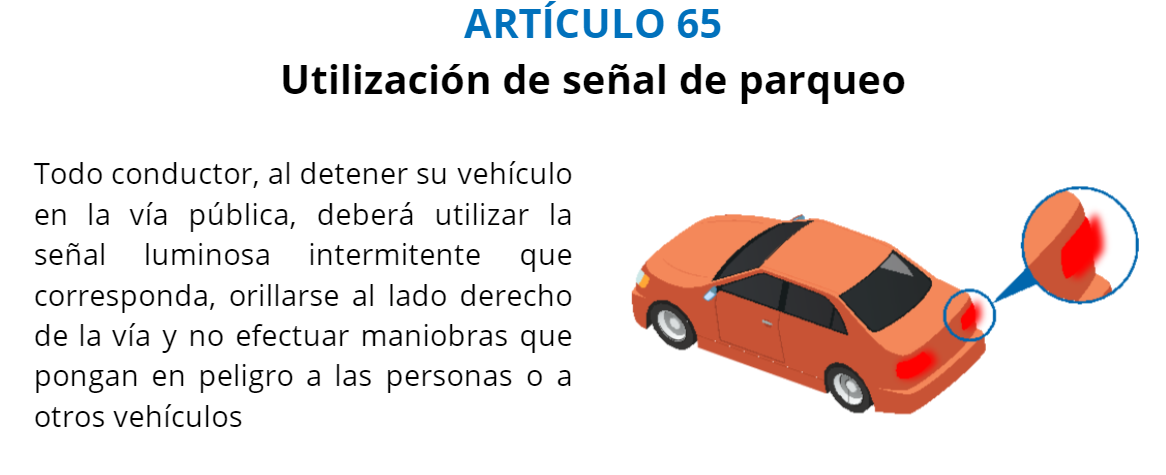 ARTÍCULO 65
Utilización de señal de parqueo
Todo conductor, al detener su vehículo
en la vía pública, deberá utilizar la
señal luminosa intermitente que
corresponda, orillarse al lado derecho
de la vía y no efectuar maniobras que
pongan en peligro a las personas o a
otros vehículos